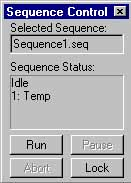 Sequence Control
Selected Sequence:
Sequence1.seq
Sequence Status:
Idle
1: Temp
Run
Pause
Abort
Lock